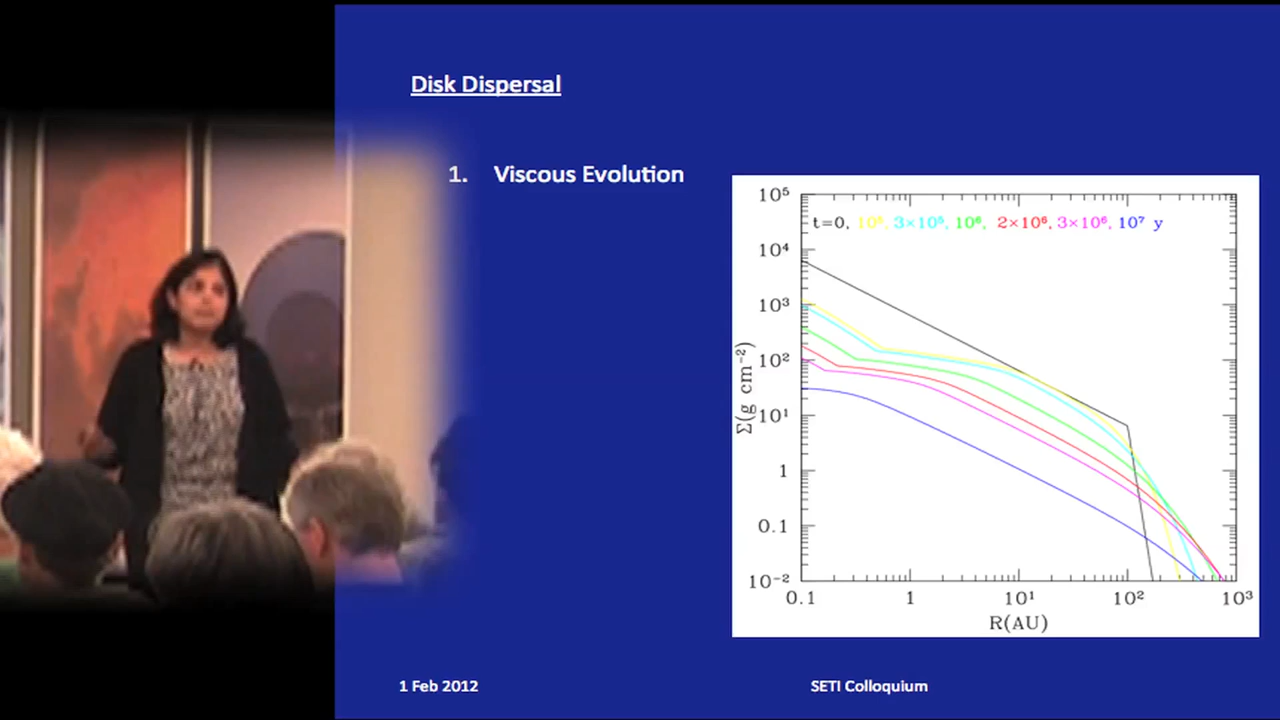 Disk Dispersal
1. Viscous Evolution
t=0, 10⁵, 3×10⁵, 10⁶, 2×10⁶, 3×10⁶, 10⁷ y
10⁵
10⁴
10³
10²
10¹
1
0.1
10⁻²
Σ(g cm⁻²)
0.1 1 10¹ 10² 10³
R(AU)
1 Feb 2012 SETI Colloquium